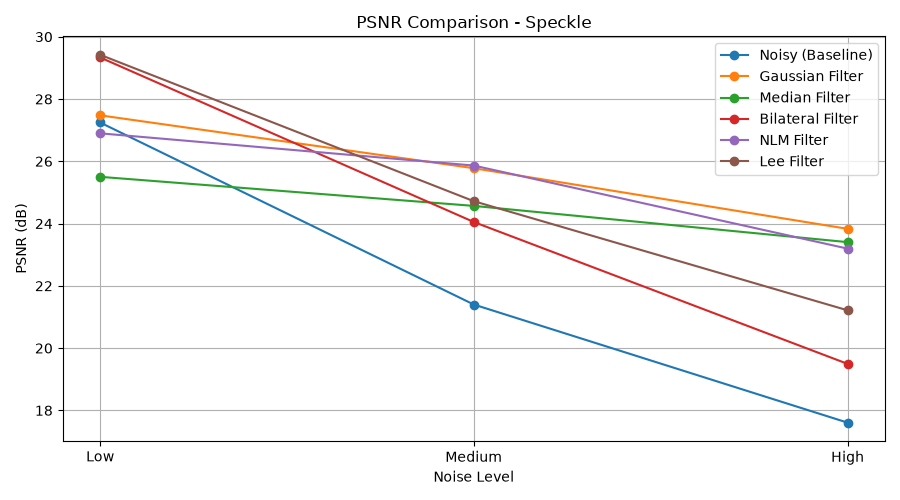 PSNR Comparison - Speckle
PSNR (dB)
30
28
26
24
22
20
18
Noisy (Baseline)
Gaussian Filter
Median Filter
Bilateral Filter
NLM Filter
Lee Filter
Low
Medium
High
Noise Level